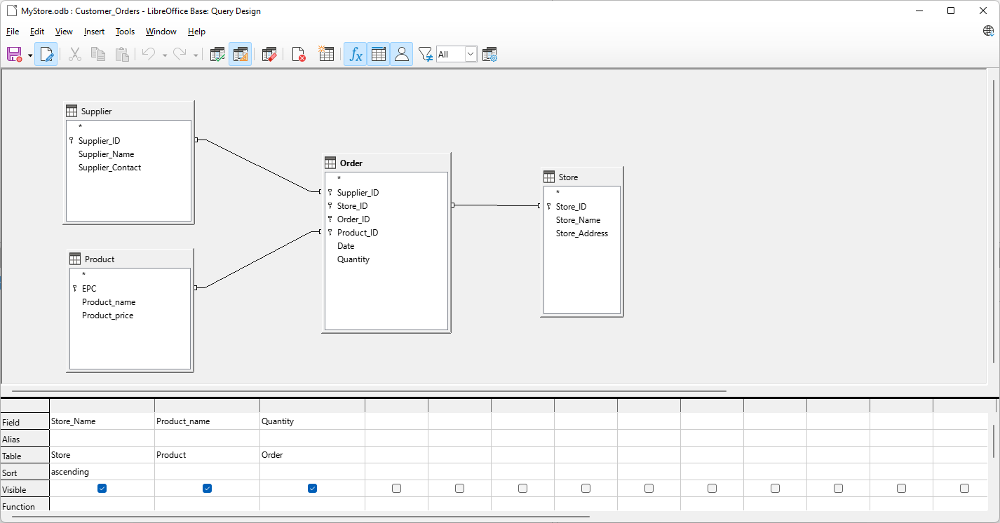 MyStore.odb : Customer_Orders - LibreOffice Base: Query Design
File Edit View Insert Tools Window Help
fx All
Supplier
*
Supplier_ID
Supplier_Name
Supplier_Contact
Order
*
Supplier_ID
Store_ID
Order_ID
Product_ID
Date
Quantity
Store
*
Store_ID
Store_Name
Store_Address
Product
*
EPC
Product_name
Product_price
Field Store_Name Product_name Quantity
Alias
Table Store Product Order
Sort ascending
Visible
Function